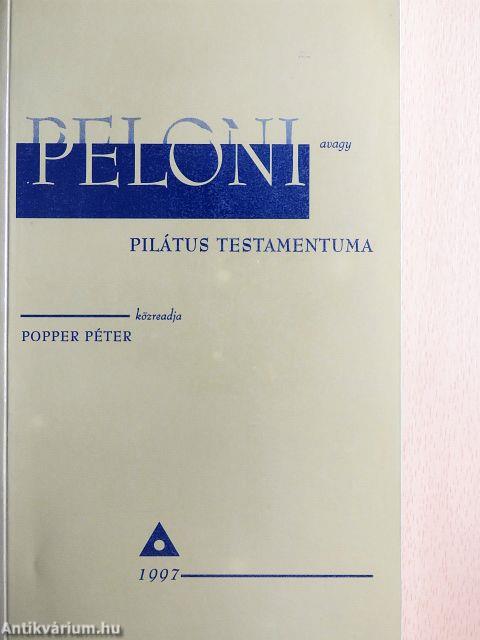 PELONI
PELONI avagy
PILÁTUS TESTAMENTUMA
közreadja
POPPER PÉTER
1997
Antikvárium.hu